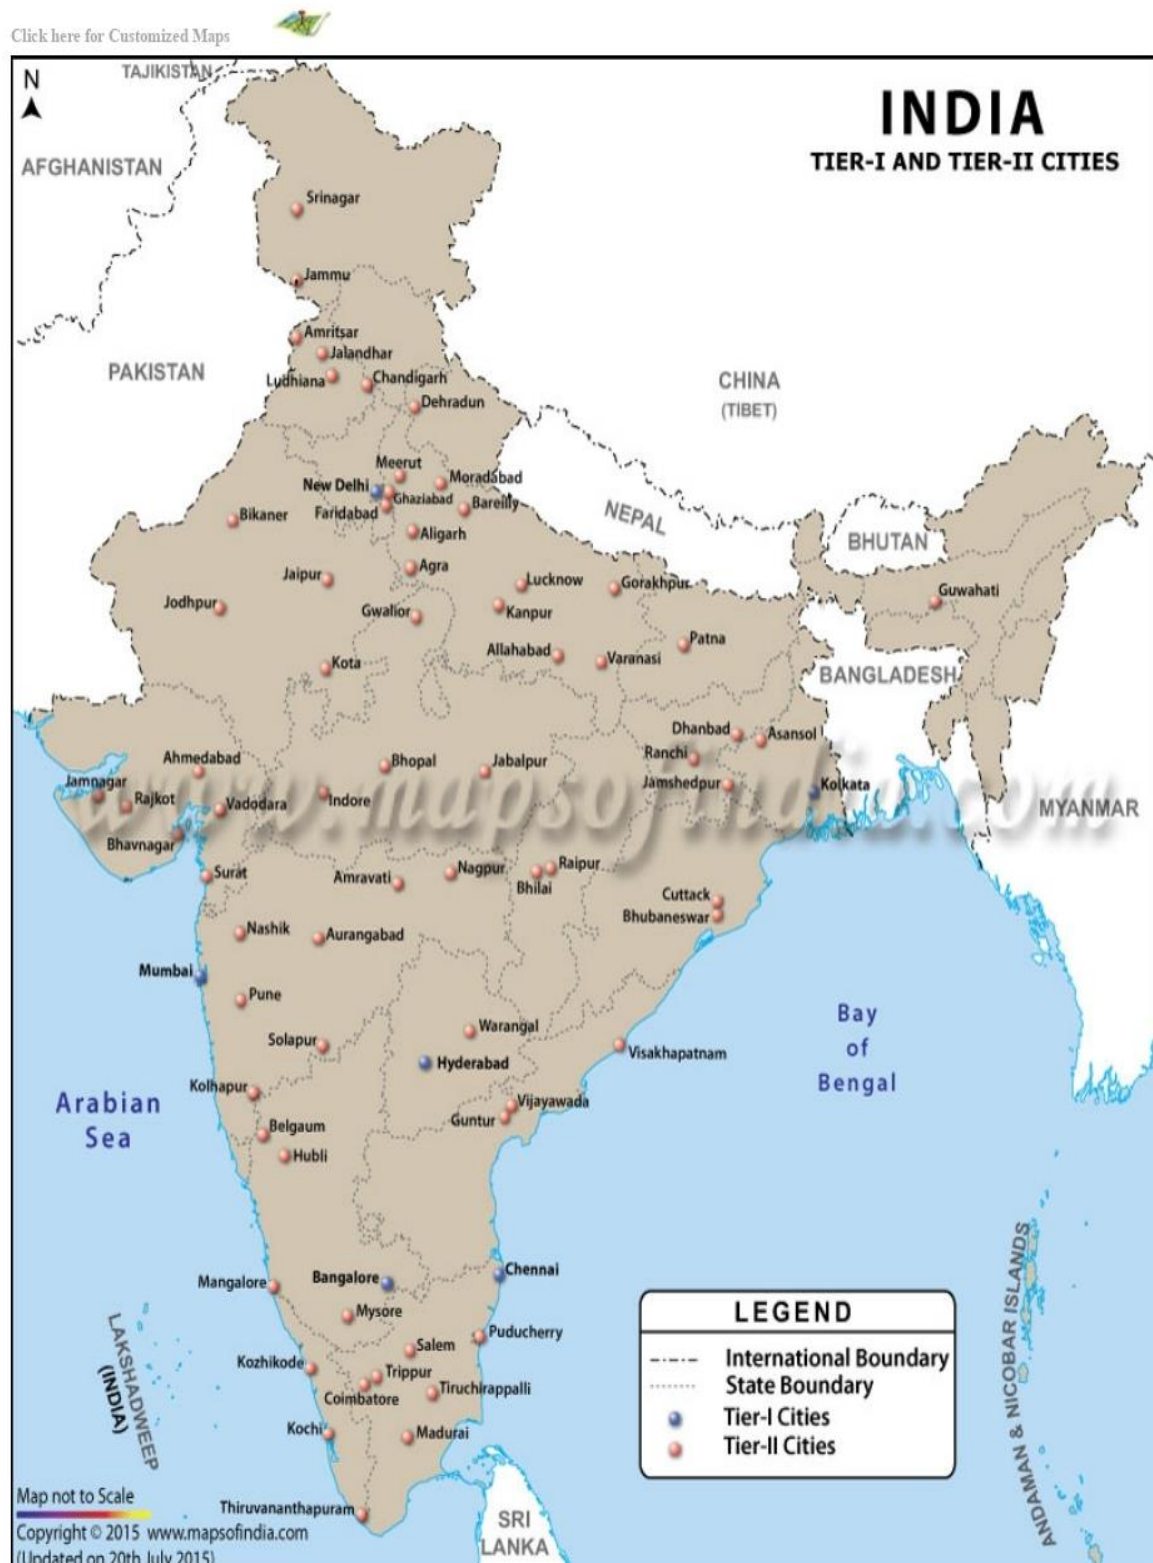 Click here for Customized Maps
N
TAJIKISTAN
AFGHANISTAN
INDIA
TIER-I AND TIER-II CITIES
Srinagar
Jammu
Amritsar
Jalandhar
PAKISTAN
Ludhiana
Chandigarh
CHINA
(TIBET)
Dehradun
Meerut
Moradabad
New Delhi
Ghaziabad
Bareilly
Faridabad
Bikaner
NEPAL
Aligarh
BHUTAN
Agra
Jaipur
Lucknow
Gorakhpur
Guwahati
Jodhpur
Gwalior
Kanpur
Patna
Allahabad
Varanasi
Kota
BANGLADESH
Dhanbad
Asansol
Ranchi
Ahmedabad
Bhopal
Jabalpur
Jamnagar
Jamshedpur
Kolkata
Rajkot
Vadodara
Indore
MYANMAR
www.mapsofindia.com
Bhavnagar
Surat
Amravati
Nagpur
Raipur
Bhilai
Cuttack
Bhubaneswar
Nashik
Aurangabad
Mumbai
Pune
Bay
of
Bengal
Warangal
Solapur
Visakhapatnam
Hyderabad
Kolhapur
Arabian
Sea
Vijayawada
Guntur
Belgaum
Hubli
Chennai
Bangalore
Mangalore
Mysore
Puducherry
Salem
Kozhikode
Trippur
Coimbatore
Tiruchirappalli
Kochi
Madurai
Thiruvananthapuram
LAKSHADWEEP
(INDIA)
ANDAMAN & NICOBAR ISLANDS
LEGEND
International Boundary
State Boundary
Tier-I Cities
Tier-II Cities
SRI
LANKA
Map not to Scale
Copyright © 2015 www.mapsofindia.com
(Updated on 20th July 2015)